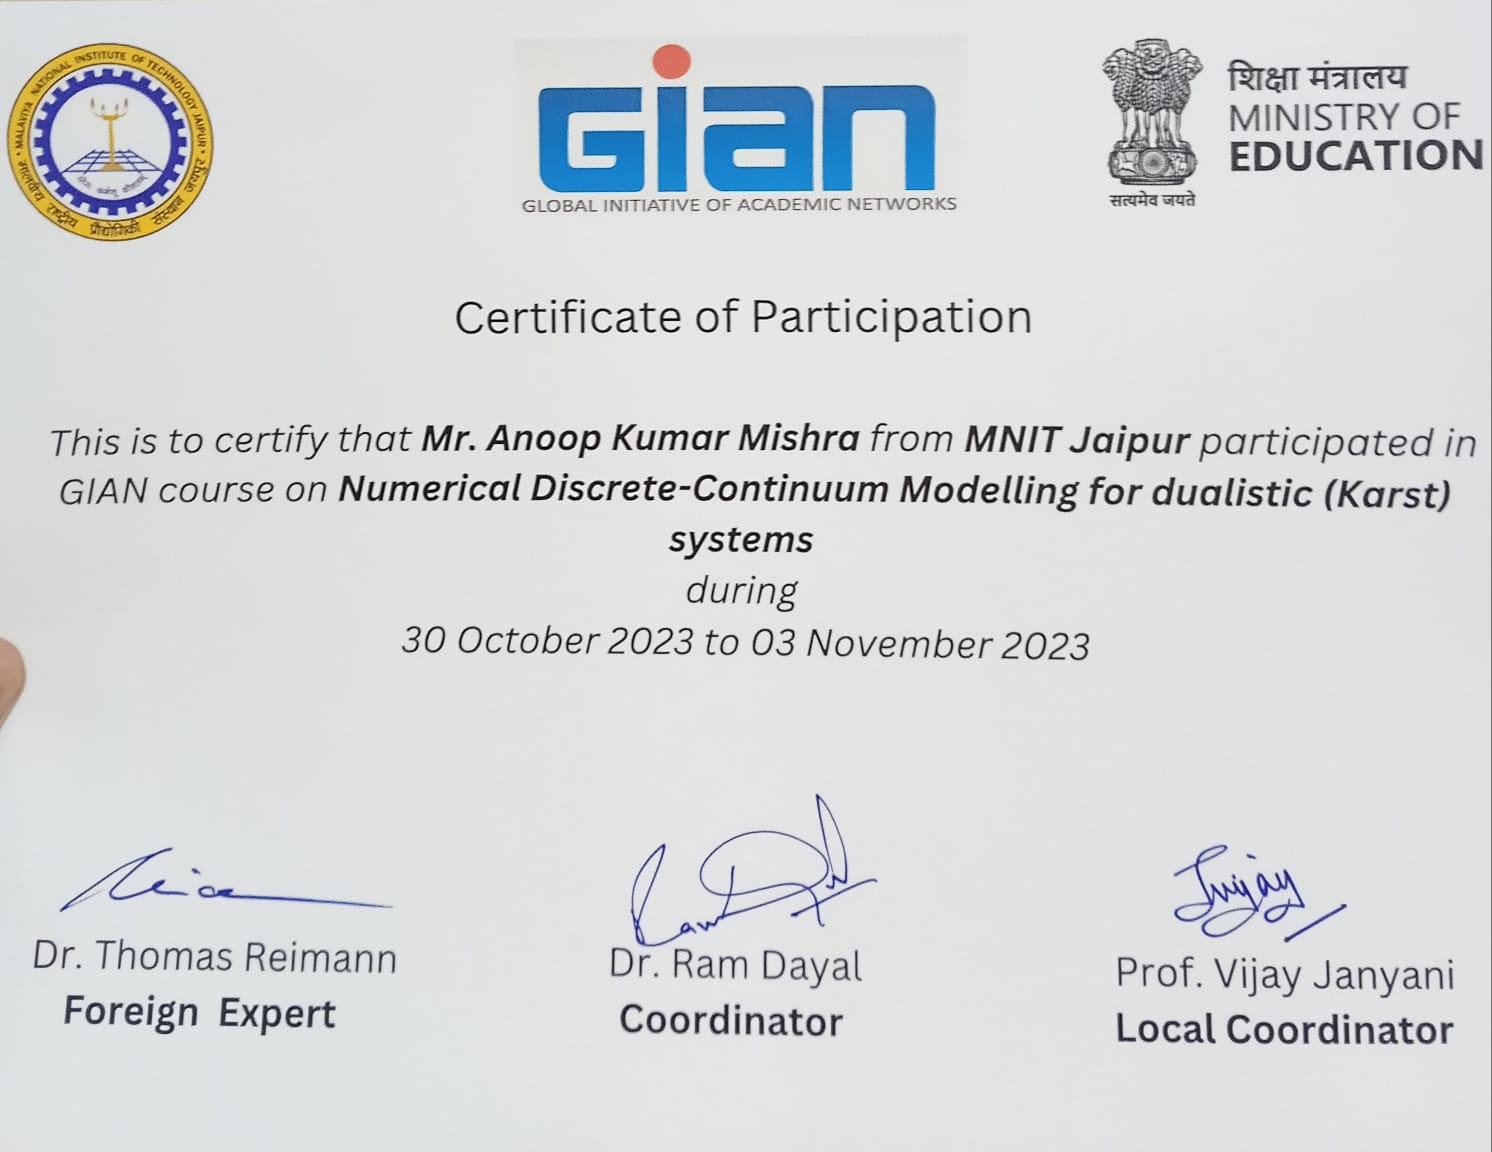 MALAVIYA NATIONAL INSTITUTE OF TECHNOLOGY JAIPUR
मालवीय राष्ट्रीय प्रौद्योगिकी संस्थान जयपुर
GIAN
GLOBAL INITIATIVE OF ACADEMIC NETWORKS
शिक्षा मंत्रालय
MINISTRY OF
EDUCATION
सत्यमेव जयते
Certificate of Participation
This is to certify that Mr. Anoop Kumar Mishra from MNIT Jaipur participated in
GIAN course on Numerical Discrete-Continuum Modelling for dualistic (Karst)
systems
during
30 October 2023 to 03 November 2023
Dr. Thomas Reimann
Foreign Expert
Dr. Ram Dayal
Coordinator
Prof. Vijay Janyani
Local Coordinator